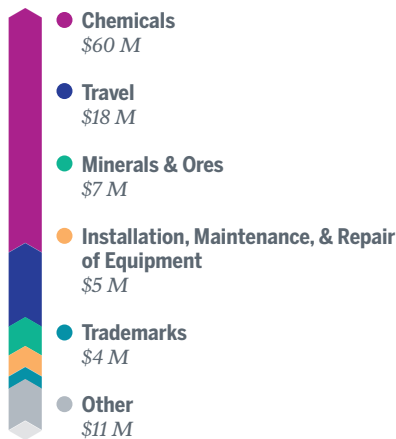 Chemicals
$60 M
Travel
$18 M
Minerals & Ores
$7 M
Installation, Maintenance, & Repair
of Equipment
$5 M
Trademarks
$4 M
Other
$11 M